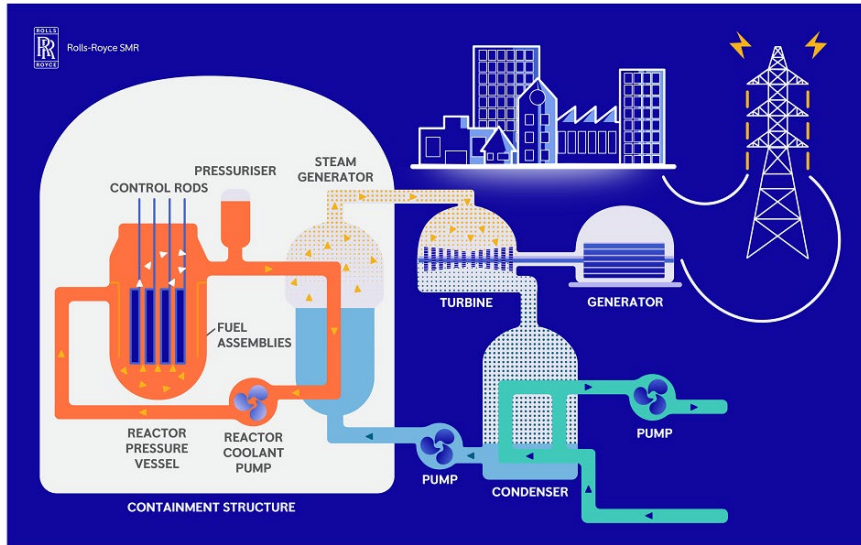 ROLLS
RR
ROYCE
Rolls-Royce SMR
PRESSURISER
CONTROL RODS
STEAM
GENERATOR
TURBINE
GENERATOR
FUEL
ASSEMBLIES
REACTOR
PRESSURE
VESSEL
REACTOR
COOLANT
PUMP
PUMP
CONDENSER
PUMP
CONTAINMENT STRUCTURE